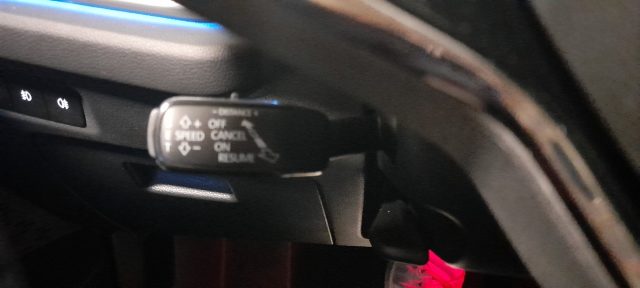 - DISTANCE +
+ OFF
SPEED CANCEL
- ON
RESUME